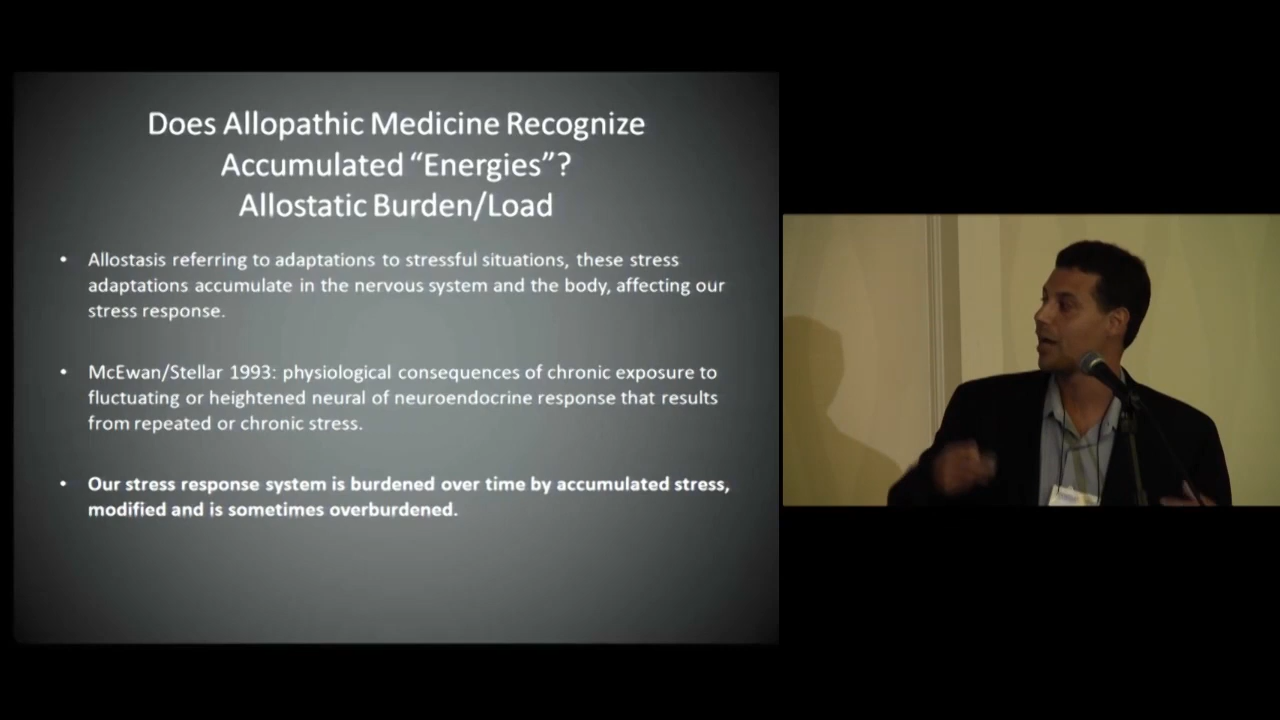 Does Allopathic Medicine Recognize
Accumulated “Energies”?
Allostatic Burden/Load
• Allostasis referring to adaptations to stressful situations, these stress
adaptations accumulate in the nervous system and the body, affecting our
stress response.
• McEwan/Stellar 1993: physiological consequences of chronic exposure to
fluctuating or heightened neural of neuroendocrine response that results
from repeated or chronic stress.
• Our stress response system is burdened over time by accumulated stress,
modified and is sometimes overburdened.